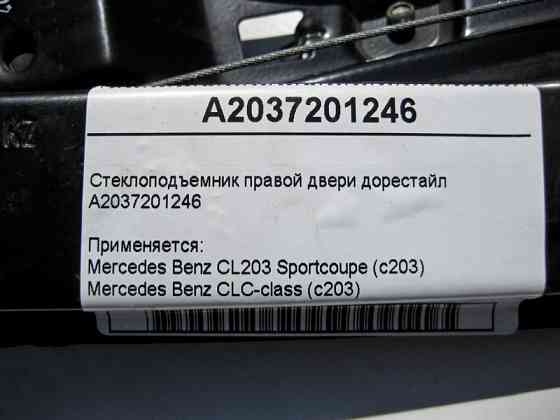 A2037201246
Стеклоподъемник правой двери дорестайл
A2037201246
Применяется:
Mercedes Benz CL203 Sportcoupe (c203)
Mercedes Benz CLC-class (c203)